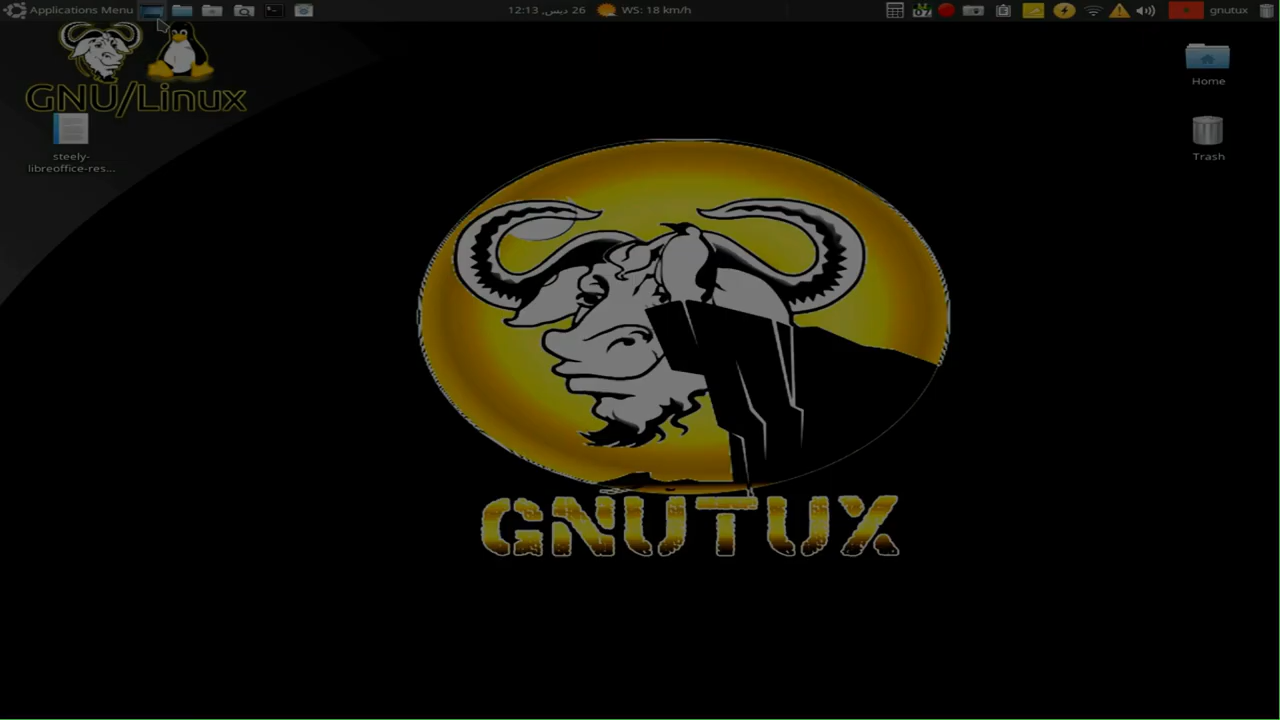 Applications Menu
12:13 ,26 ديس
WS: 18 km/h
gnutux
GNU/Linux
Home
steely-
libreoffice-res...
Trash
GNUTUX